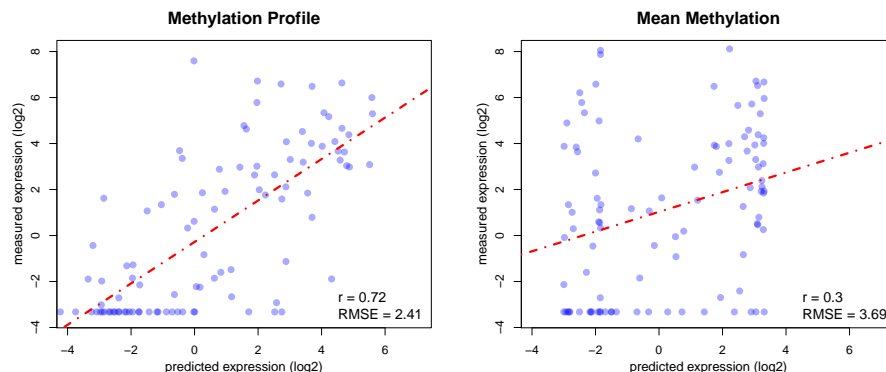 Methylation Profile
measured expression (log2)
8
6
4
2
0
−2
−4
r = 0.72
RMSE = 2.41
−4 −2 0 2 4 6
predicted expression (log2)
Mean Methylation
measured expression (log2)
8
6
4
2
0
−2
−4
r = 0.3
RMSE = 3.69
−4 −2 0 2 4 6
predicted expression (log2)